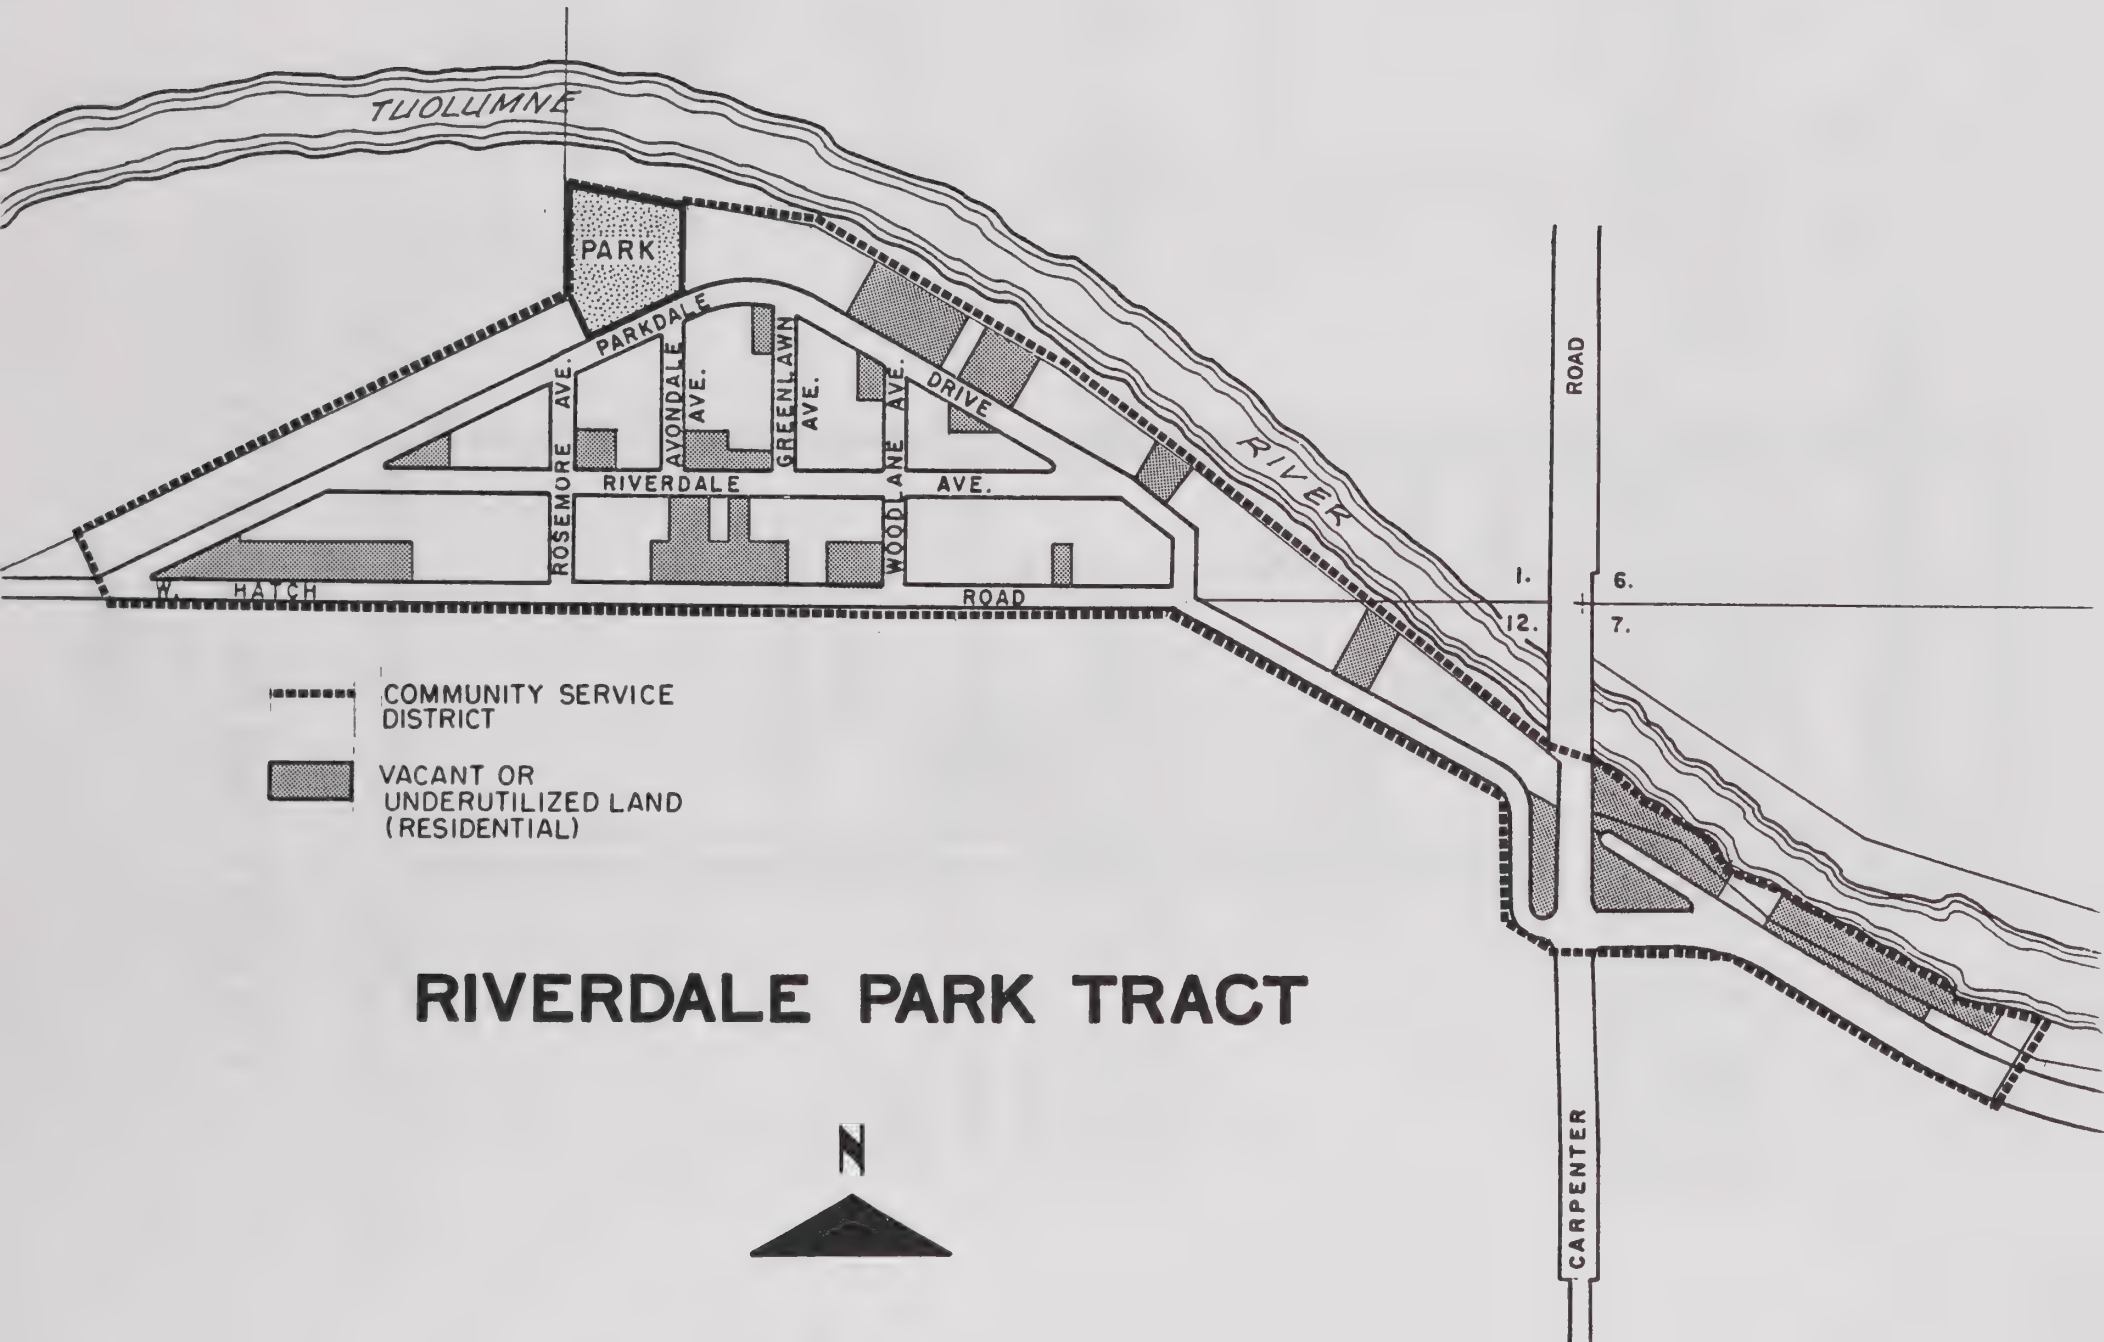 TUOLUMNE
PARK
PARKDALE
DRIVE
ROSEMORE AVE.
AVONDALE
AVE.
GREENLAWN
AVE.
WOODLANE AVE.
RIVERDALE AVE.
W. HATCH ROAD
RIVER
ROAD
1.
6.
12.
7.
COMMUNITY SERVICE
DISTRICT
VACANT OR
UNDERUTILIZED LAND
(RESIDENTIAL)
RIVERDALE PARK TRACT
N
CARPENTER